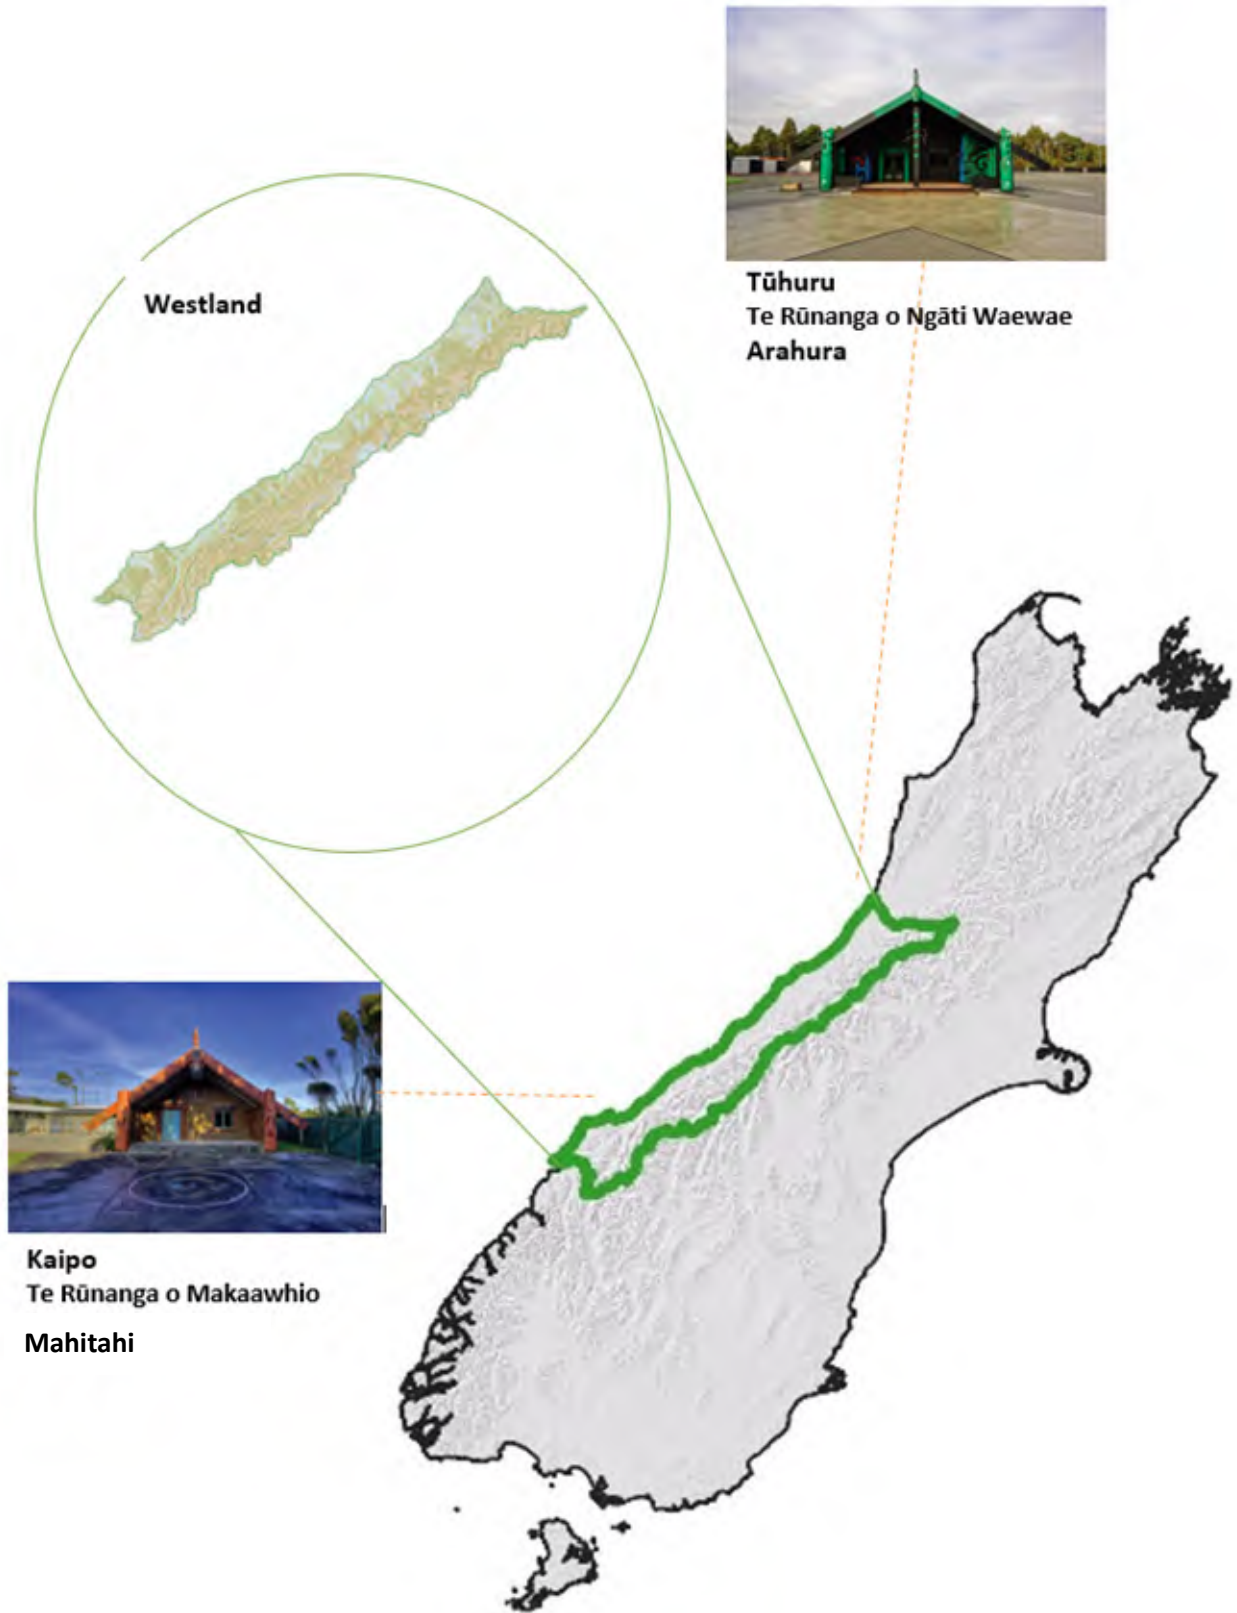 Tūhuru
Te Rūnanga o Ngāti Waewae
Arahura
Westland
Kaipo
Te Rūnanga o Makaawhio
Mahitahi